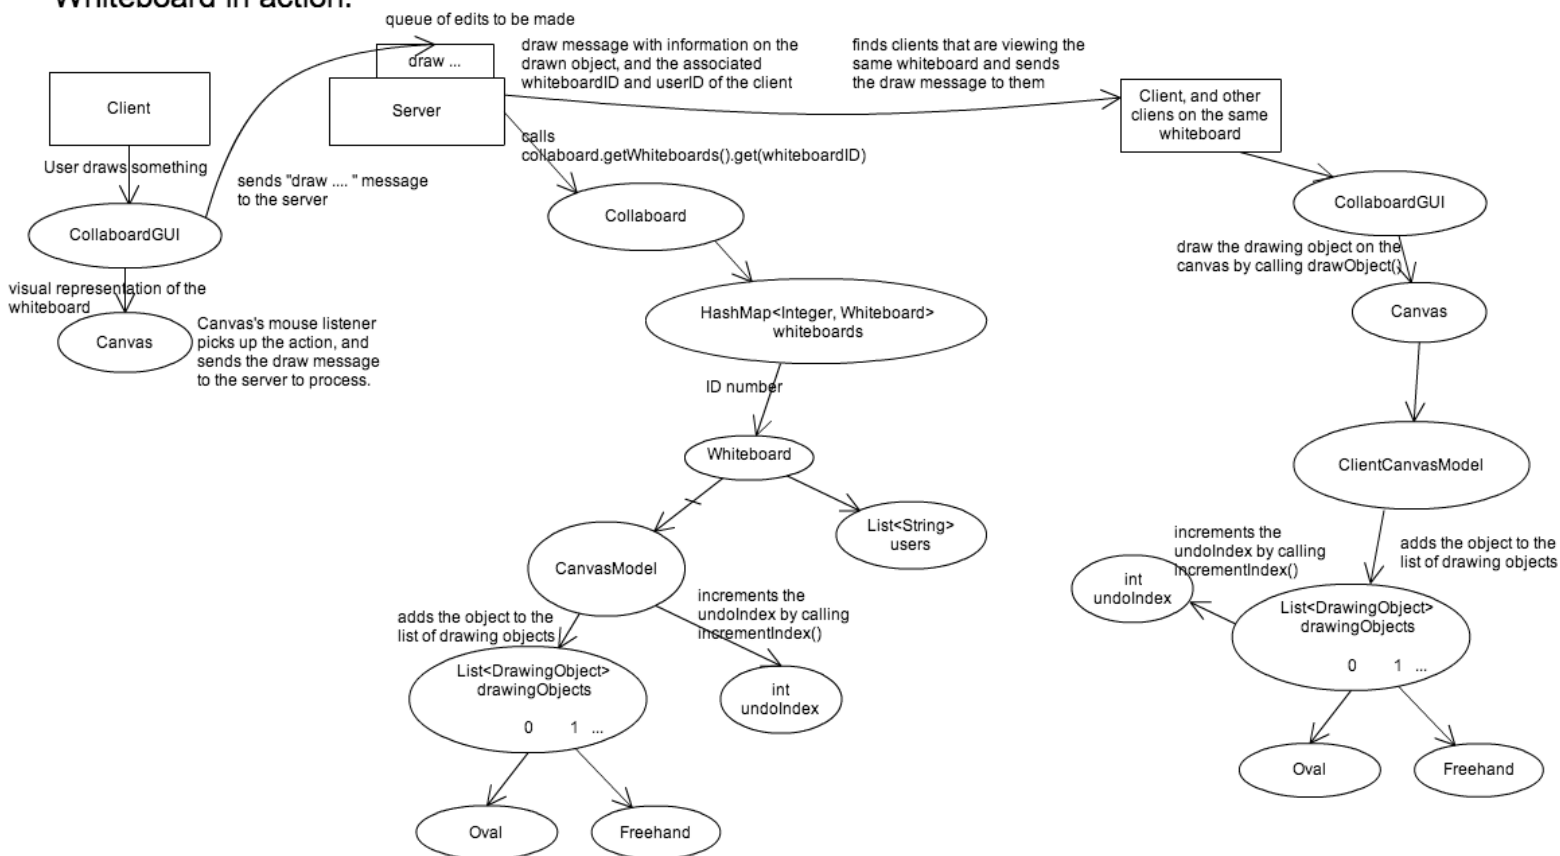 Whiteboard in action:
queue of edits to be made
draw ...
Server
draw message with information on the
drawn object, and the associated
whiteboardID and userID of the client
finds clients that are viewing the
same whiteboard and sends
the draw message to them
Client
User draws something
CollaboardGUI
sends "draw .... " message
to the server
visual representation of the
whiteboard
Canvas
Canvas's mouse listener
picks up the action, and
sends the draw message
to the server to process.
calls
collaboard.getWhiteboards().get(whiteboardID)
Collaboard
HashMap<Integer, Whiteboard>
whiteboards
ID number
Whiteboard
List<String>
users
CanvasModel
adds the object to the
list of drawing objects
increments the
undoIndex by calling
incrementIndex()
List<DrawingObject>
drawingObjects
0 1 ...
int
undoIndex
Oval
Freehand
Client, and other
cliens on the same
whiteboard
CollaboardGUI
draw the drawing object on the
canvas by calling drawObject()
Canvas
ClientCanvasModel
increments the
undoIndex by calling
incrementIndex()
adds the object to the
list of drawing objects
int
undoIndex
List<DrawingObject>
drawingObjects
0 1 ...
Oval
Freehand